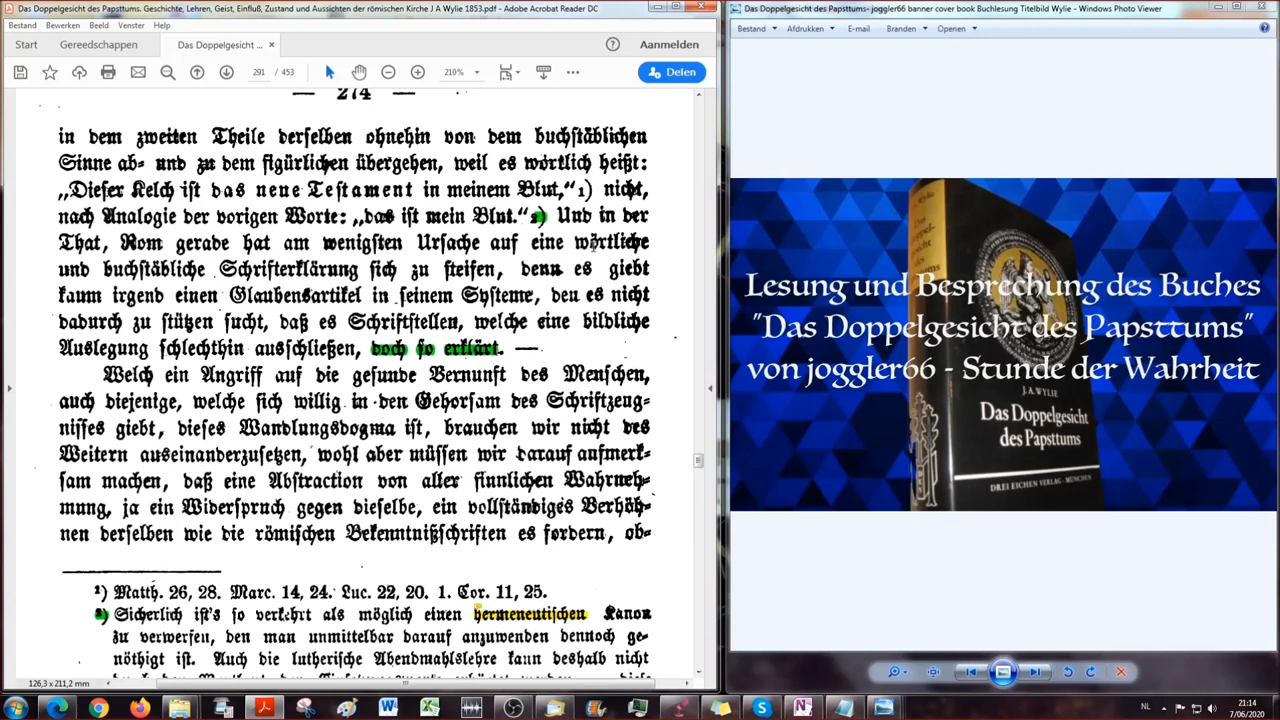 Das Doppelgesicht des Papsttums. Geschichte, Lehren, Geist, Einfluß, Zustand und Aussichten der römischen Kirche J A Wylie 1853.pdf - Adobe Acrobat Reader DC
Bestand Bewerken Beeld Venster Help
Start Gereedschappen Das Doppelgesicht ... × Aanmelden
291 / 453 210% Delen
— 274 —
in dem zweiten Theile derselben ohnehin von dem buchstäblichen
Sinne ab- und zu dem figürlichen übergehen, weil es wörtlich heißt:
„Dieser Kelch ist das neue Testament in meinem Blut,“ 1) nicht,
nach Analogie der vorigen Worte: „das ist mein Blut.“ 2) Und in der
That, Rom gerade hat am wenigsten Ursache auf eine wörtliche
und buchstäbliche Schrifterklärung sich zu steifen, denn es giebt
kaum irgend einen Glaubensartikel in seinem Systeme, den es nicht
dadurch zu stützen sucht, daß es Schriftstellen, welche eine bildliche
Auslegung schlechthin ausschließen, doch so erklärt. —
Welch ein Angriff auf die gesunde Vernunft des Menschen,
auch diejenige, welche sich willig in den Gehorsam des Schriftzeug-
nisses giebt, dieses Wandlungsdogma ist, brauchen wir nicht des
Weitern auseinanderzusetzen, wohl aber müssen wir darauf aufmerk-
sam machen, daß eine Abstraction von aller sinnlichen Wahrneh-
mung, ja ein Widerspruch gegen dieselbe, ein vollständiges Verhöh-
nen derselben wie die römischen Bekenntnißschriften es fordern, ob-
1) Matth. 26, 28. Marc. 14, 24. Luc. 22, 20. 1. Cor. 11, 25.
2) Sicherlich ist's so verkehrt als möglich einen hermeneutischen Kanon
zu verwerfen, den man unmittelbar darauf anzuwenden dennoch ge-
nöthigt ist. Auch die lutherische Abendmahlslehre kann deshalb nicht
126,3 x 211,2 mm
Das Doppelgesicht des Papsttums- joggler66 banner cover book Buchlesung Titelbild Wylie - Windows Photo Viewer
Bestand Afdrukken E-mail Branden Openen
Lesung und Besprechung des Buches
"Das Doppelgesicht des Papsttums"
von joggler66 - Stunde der Wahrheit
J.A.WYLIE
Das Doppelgesicht
des Papsttums
DREI EICHEN VERLAG · MÜNCHEN
NL 21:14
7/06/2020